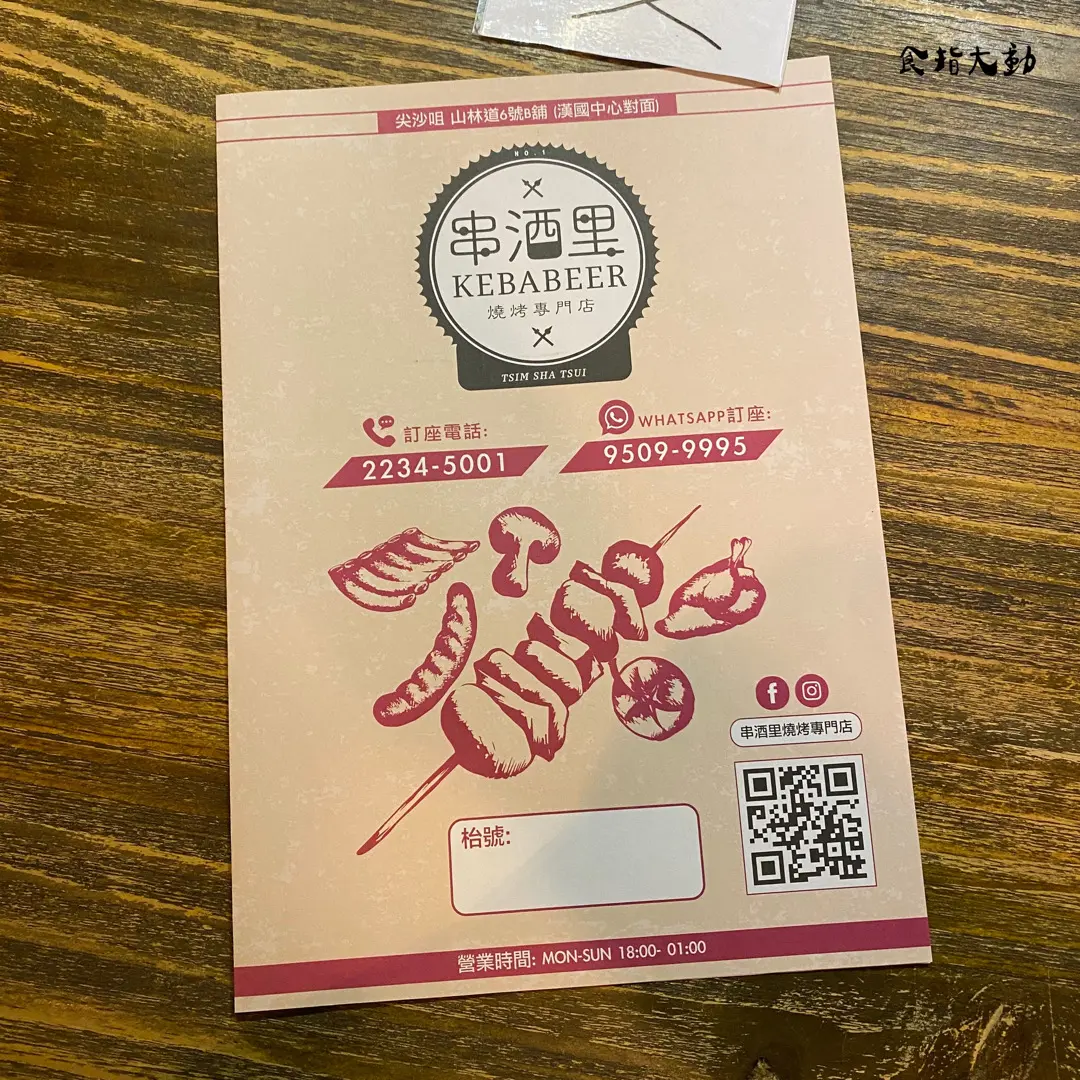 食指大動
尖沙咀 山林道6號B舖 (漢國中心對面)
NO.1
串酒里
KEBABEER
燒烤專門店
TSIM SHA TSUI
訂座電話:
2234-5001
WHATSAPP訂座:
9509-9995
串酒里燒烤專門店
枱號:
營業時間: MON-SUN 18:00- 01:00